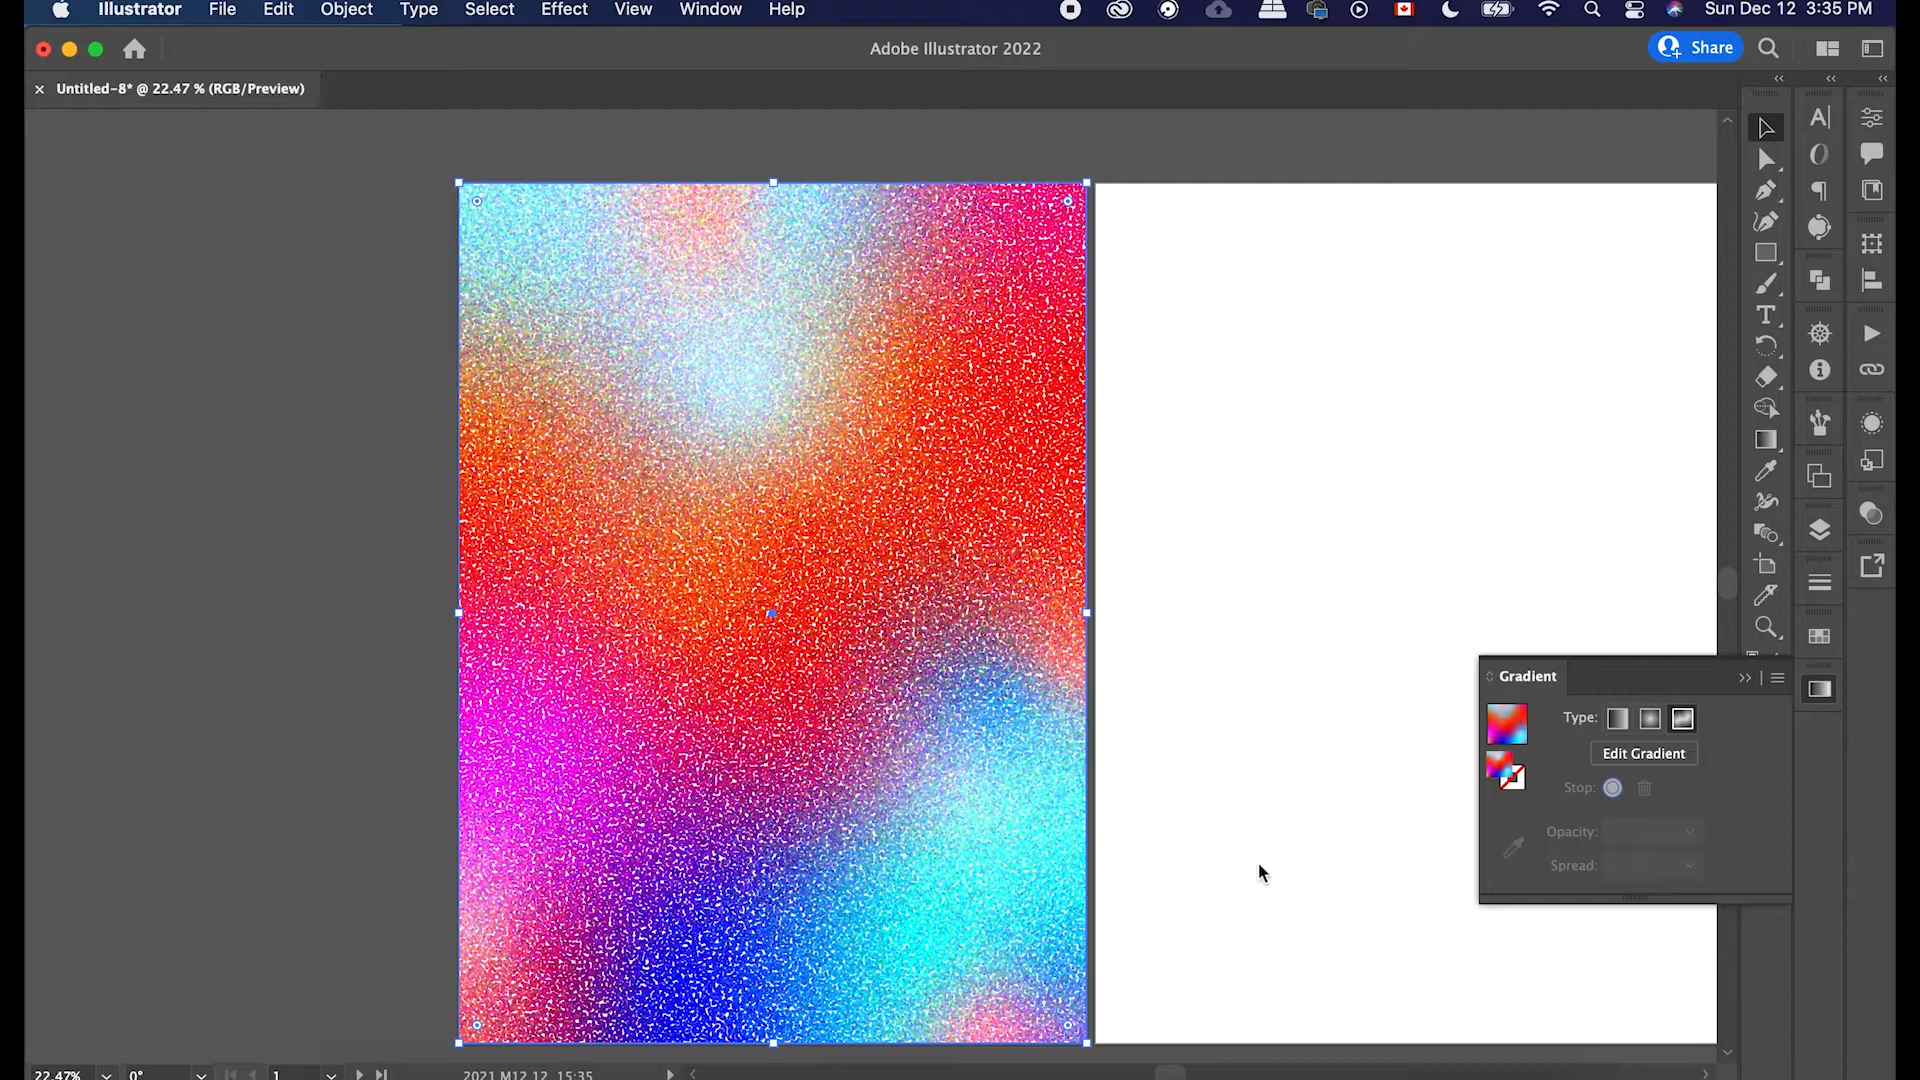 Illustrator File Edit Object Type Select Effect View Window Help Sun Dec 12 3:35 PM
Adobe Illustrator 2022
Share
× Untitled-8* @ 22.47 % (RGB/Preview)
Gradient
Type:
Edit Gradient
Stop:
Opacity:
Spread:
22.47% 0° 1 2021 M12 12, 15:35